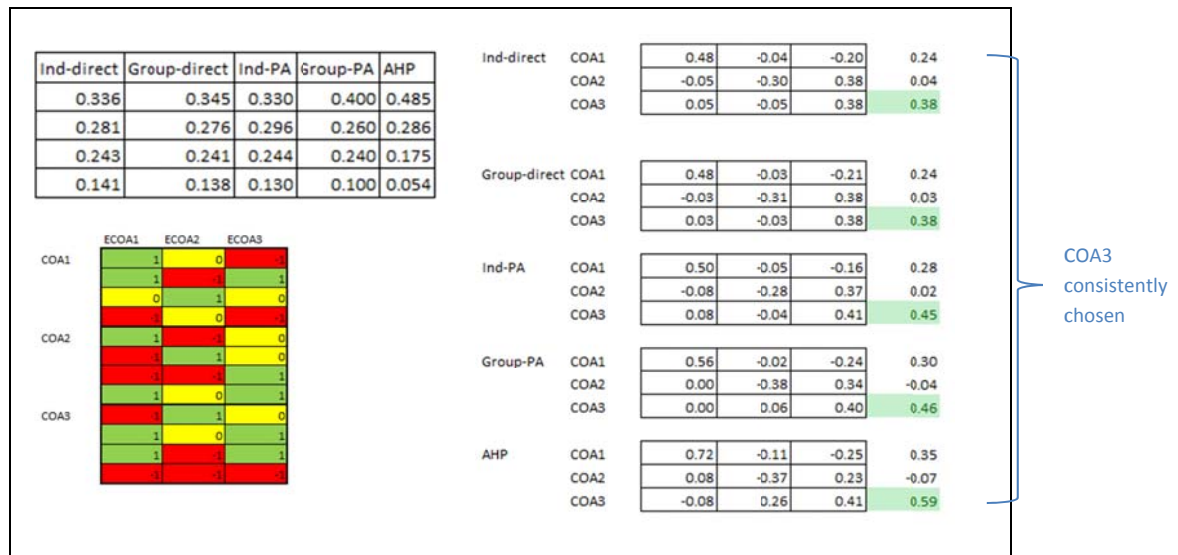 Ind-direct Group-direct Ind-PA Group-PA AHP
0.336 0.345 0.330 0.400 0.485
0.281 0.276 0.296 0.260 0.286
0.243 0.241 0.244 0.240 0.175
0.141 0.138 0.130 0.100 0.054
ECOA1 ECOA2 ECOA3
COA1 1 0 -1
1 -1 1
0 1 0
-1 0 -1
COA2 1 -1 0
-1 1 0
-1 -1 1
1 0 1
COA3 -1 1 0
1 0 1
1 -1 1
-1 -1 -1
Ind-direct COA1 0.48 -0.04 -0.20 0.24
COA2 -0.05 -0.30 0.38 0.04
COA3 0.05 -0.05 0.38 0.38
Group-direct COA1 0.48 -0.03 -0.21 0.24
COA2 -0.03 -0.31 0.38 0.03
COA3 0.03 -0.03 0.38 0.38
Ind-PA COA1 0.50 -0.05 -0.16 0.28
COA2 -0.08 -0.28 0.37 0.02
COA3 0.08 -0.04 0.41 0.45
Group-PA COA1 0.56 -0.02 -0.24 0.30
COA2 0.00 -0.38 0.34 -0.04
COA3 0.00 0.06 0.40 0.46
AHP COA1 0.72 -0.11 -0.25 0.35
COA2 0.08 -0.37 0.23 -0.07
COA3 -0.08 0.26 0.41 0.59
COA3
consistently
chosen